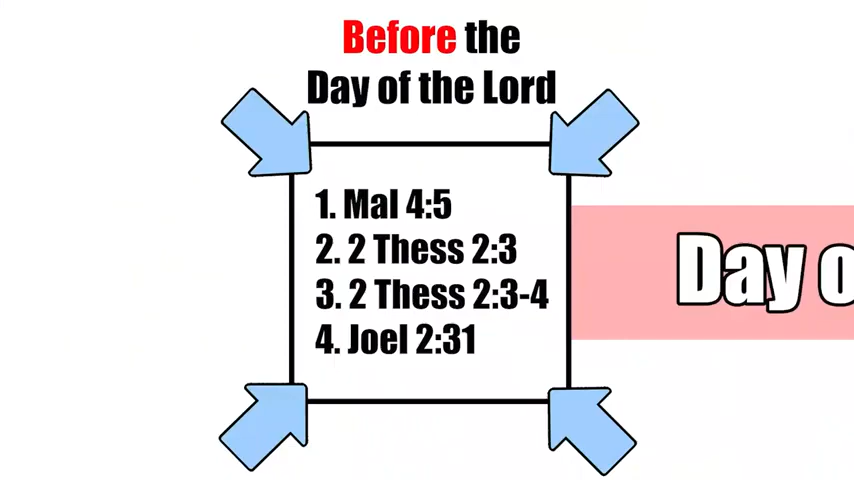 Before the
Day of the Lord
1. Mal 4:5
2. 2 Thess 2:3
3. 2 Thess 2:3-4
4. Joel 2:31
Day o